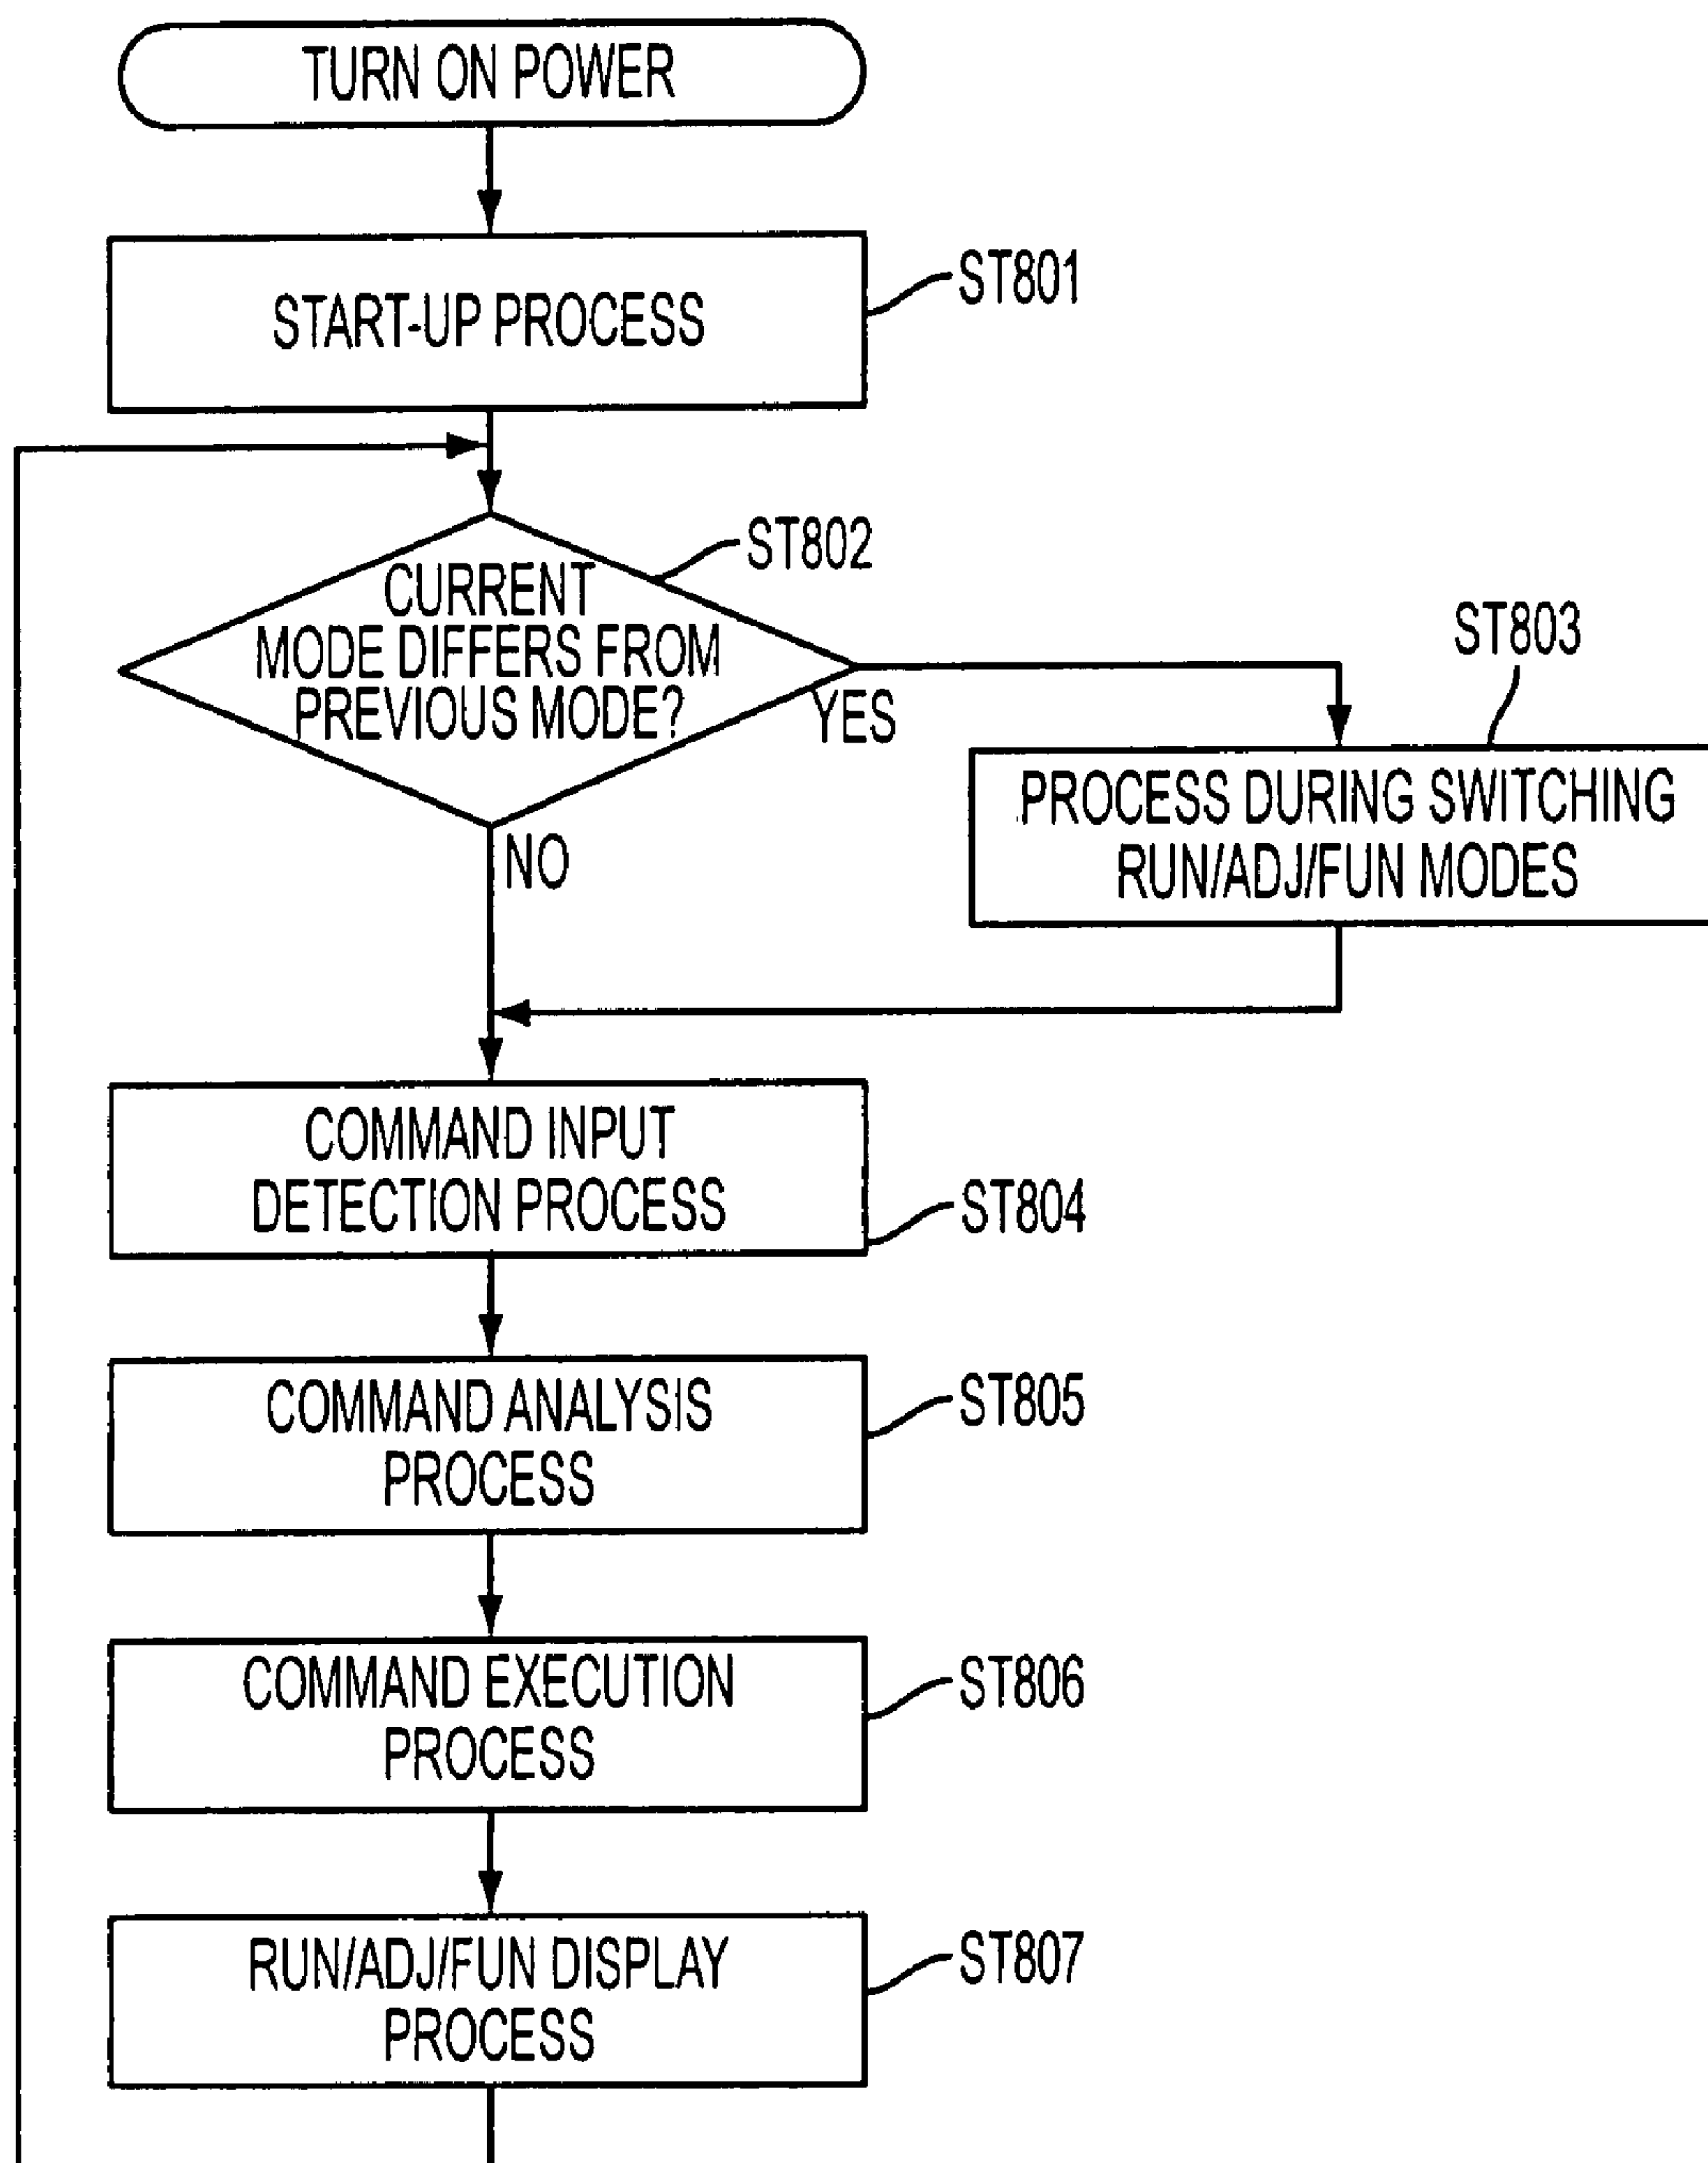 TURN ON POWER
START-UP PROCESS
ST801
CURRENT
MODE DIFFERS FROM
PREVIOUS MODE?
ST802
YES
NO
ST803
PROCESS DURING SWITCHING
RUN/ADJ/FUN MODES
COMMAND INPUT
DETECTION PROCESS
ST804
COMMAND ANALYSIS
PROCESS
ST805
COMMAND EXECUTION
PROCESS
ST806
RUN/ADJ/FUN DISPLAY
PROCESS
ST807